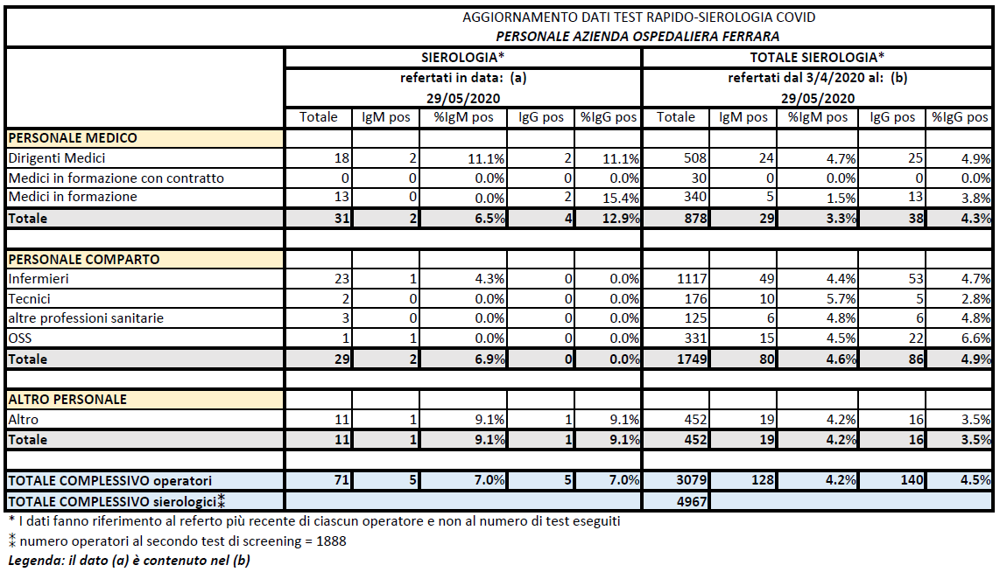 AGGIORNAMENTO DATI TEST RAPIDO-SIEROLOGIA COVID
PERSONALE AZIENDA OSPEDALIERA FERRARA
SIEROLOGIA* TOTALE SIEROLOGIA*
refertati in data: (a) refertati dal 3/4/2020 al: (b)
29/05/2020 29/05/2020
Totale IgM pos %IgM pos IgG pos %IgG pos Totale IgM pos %IgM pos IgG pos %IgG pos
PERSONALE MEDICO
Dirigenti Medici 18 2 11.1% 2 11.1% 508 24 4.7% 25 4.9%
Medici in formazione con contratto 0 0 0.0% 0 0.0% 30 0 0.0% 0 0.0%
Medici in formazione 13 0 0.0% 2 15.4% 340 5 1.5% 13 3.8%
Totale 31 2 6.5% 4 12.9% 878 29 3.3% 38 4.3%
PERSONALE COMPARTO
Infermieri 23 1 4.3% 0 0.0% 1117 49 4.4% 53 4.7%
Tecnici 2 0 0.0% 0 0.0% 176 10 5.7% 5 2.8%
altre professioni sanitarie 3 0 0.0% 0 0.0% 125 6 4.8% 6 4.8%
OSS 1 1 0.0% 0 0.0% 331 15 4.5% 22 6.6%
Totale 29 2 6.9% 0 0.0% 1749 80 4.6% 86 4.9%
ALTRO PERSONALE
Altro 11 1 9.1% 1 9.1% 452 19 4.2% 16 3.5%
Totale 11 1 9.1% 1 9.1% 452 19 4.2% 16 3.5%
TOTALE COMPLESSIVO operatori 71 5 7.0% 5 7.0% 3079 128 4.2% 140 4.5%
TOTALE COMPLESSIVO sierologici⁑ 4967
* I dati fanno riferimento al referto più recente di ciascun operatore e non al numero di test eseguiti
⁑ numero operatori al secondo test di screening = 1888
Legenda: il dato (a) è contenuto nel (b)